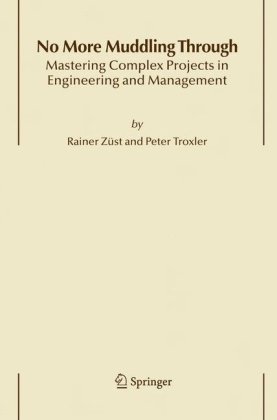 No More Muddling Through
Mastering Complex Projects in
Engineering and Management
by
Rainer Züst and Peter Troxler
Springer